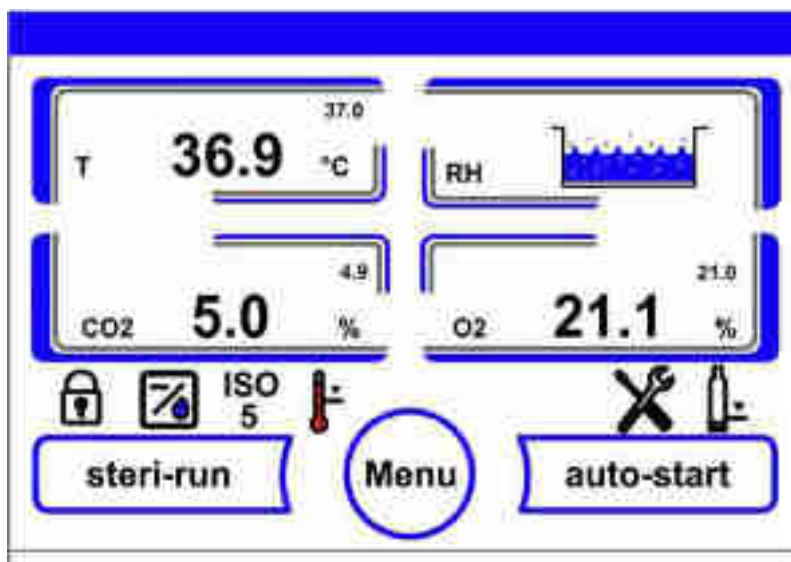 37.0
T 36.9 °C
RH
4.9
CO2 5.0 %
21.0
O2 21.1 %
ISO
5
steri-run
Menu
auto-start